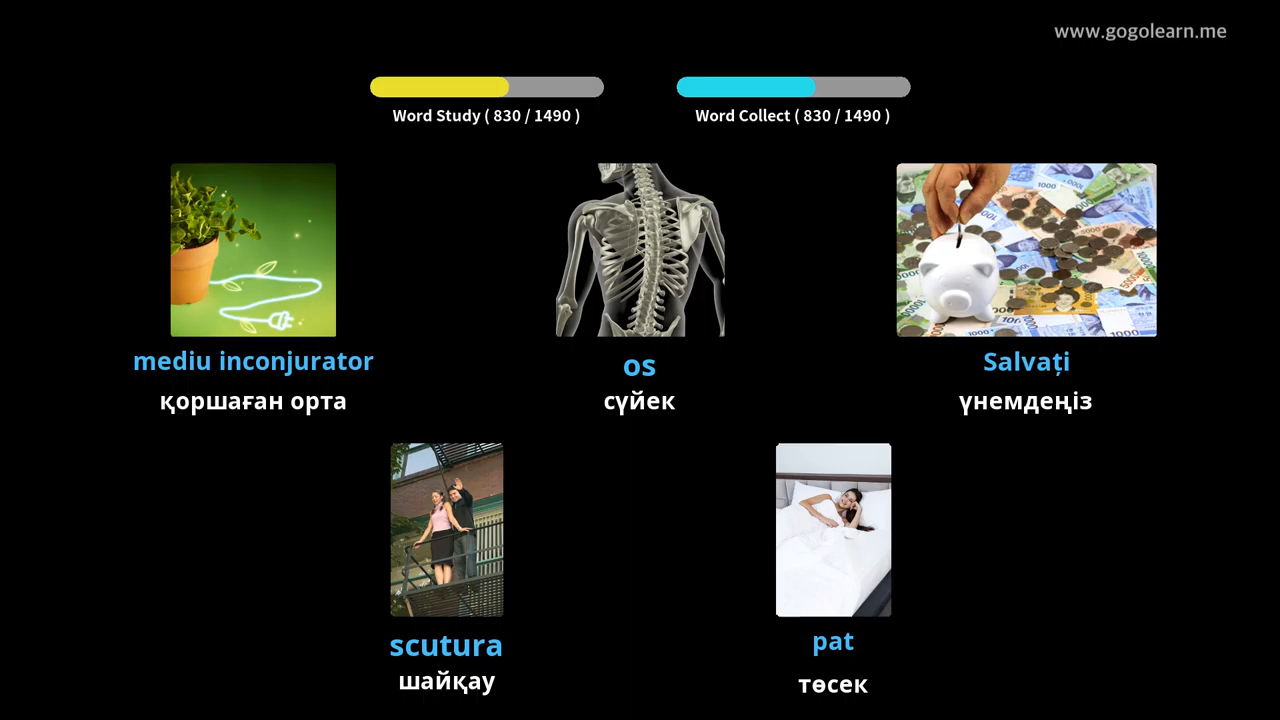 www.gogolearn.me
Word Study ( 830 / 1490 )
Word Collect ( 830 / 1490 )
mediu inconjurator
қоршаған орта
os
сүйек
Salvați
үнемдеңіз
scutura
шайқау
pat
төсек